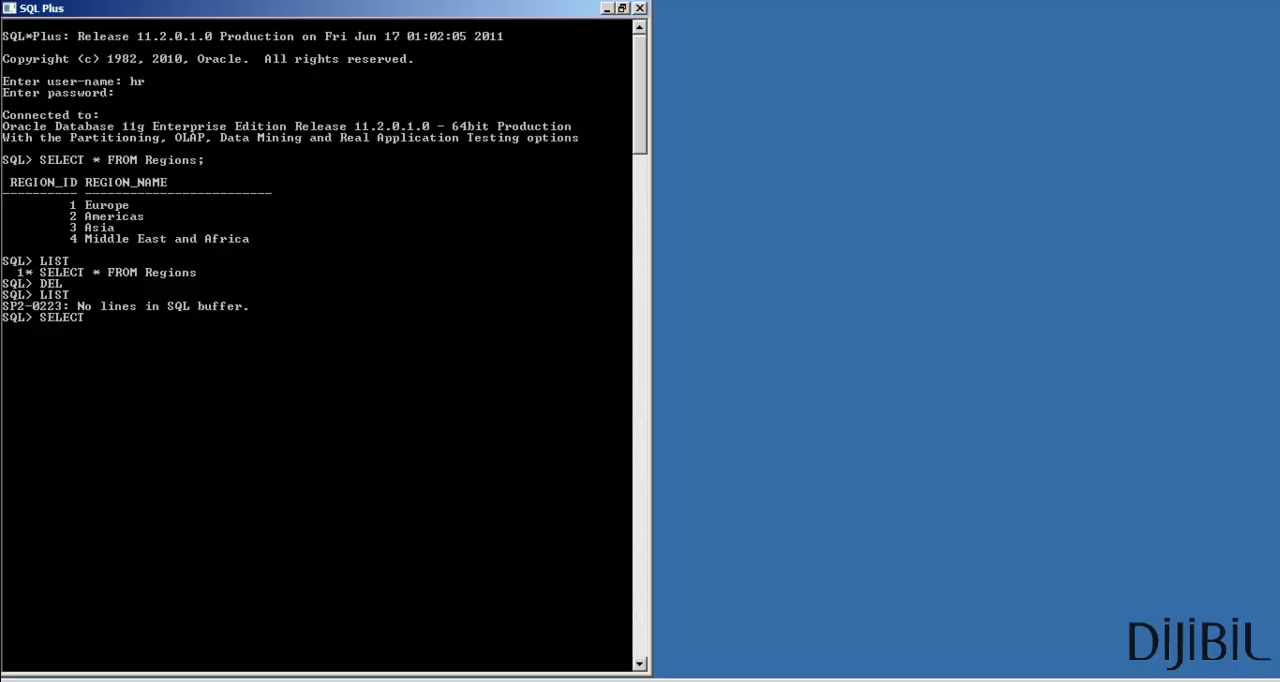 SQL Plus
SQL*Plus: Release 11.2.0.1.0 Production on Fri Jun 17 01:02:05 2011
Copyright (c) 1982, 2010, Oracle.  All rights reserved.
Enter user-name: hr
Enter password:
Connected to:
Oracle Database 11g Enterprise Edition Release 11.2.0.1.0 - 64bit Production
With the Partitioning, OLAP, Data Mining and Real Application Testing options
SQL> SELECT * FROM Regions;
REGION_ID REGION_NAME
---------- -------------------------
1 Europe
2 Americas
3 Asia
4 Middle East and Africa
SQL> LIST
1* SELECT * FROM Regions
SQL> DEL
SQL> LIST
SP2-0223: No lines in SQL buffer.
SQL> SELECT
DiJiBiL